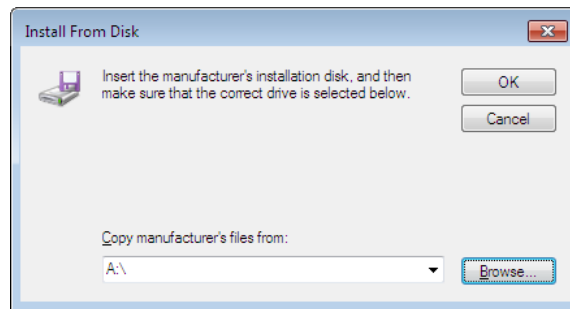 Install From Disk
Insert the manufacturer's installation disk, and then
make sure that the correct drive is selected below.
OK
Cancel
Copy manufacturer's files from:
A:\
Browse...